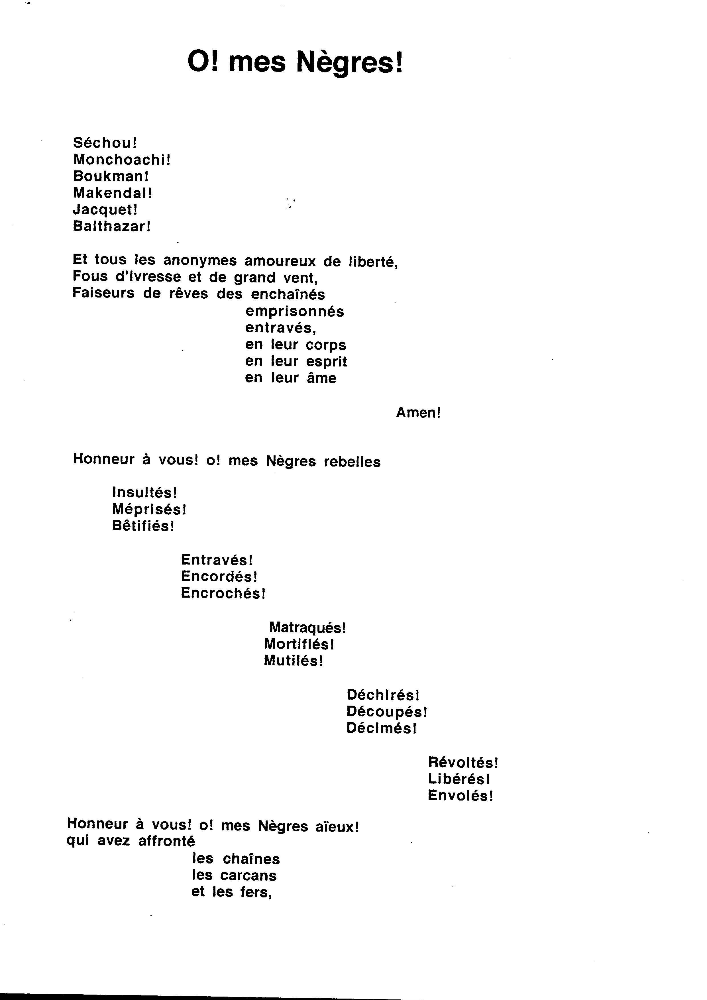 O! mes Nègres!
Séchou!
Monchoachi!
Boukman!
Makendal!
Jacquet!
Balthazar!
Et tous les anonymes amoureux de liberté,
Fous d'ivresse et de grand vent,
Faiseurs de rêves des enchaînés
emprisonnés
entravés,
en leur corps
en leur esprit
en leur âme
Amen!
Honneur à vous! o! mes Nègres rebelles
Insultés!
Méprisés!
Bêtifiés!
Entravés!
Encordés!
Encrochés!
Matraqués!
Mortifiés!
Mutilés!
Déchirés!
Découpés!
Décimés!
Révoltés!
Libérés!
Envolés!
Honneur à vous! o! mes Nègres aïeux!
qui avez affronté
les chaînes
les carcans
et les fers,